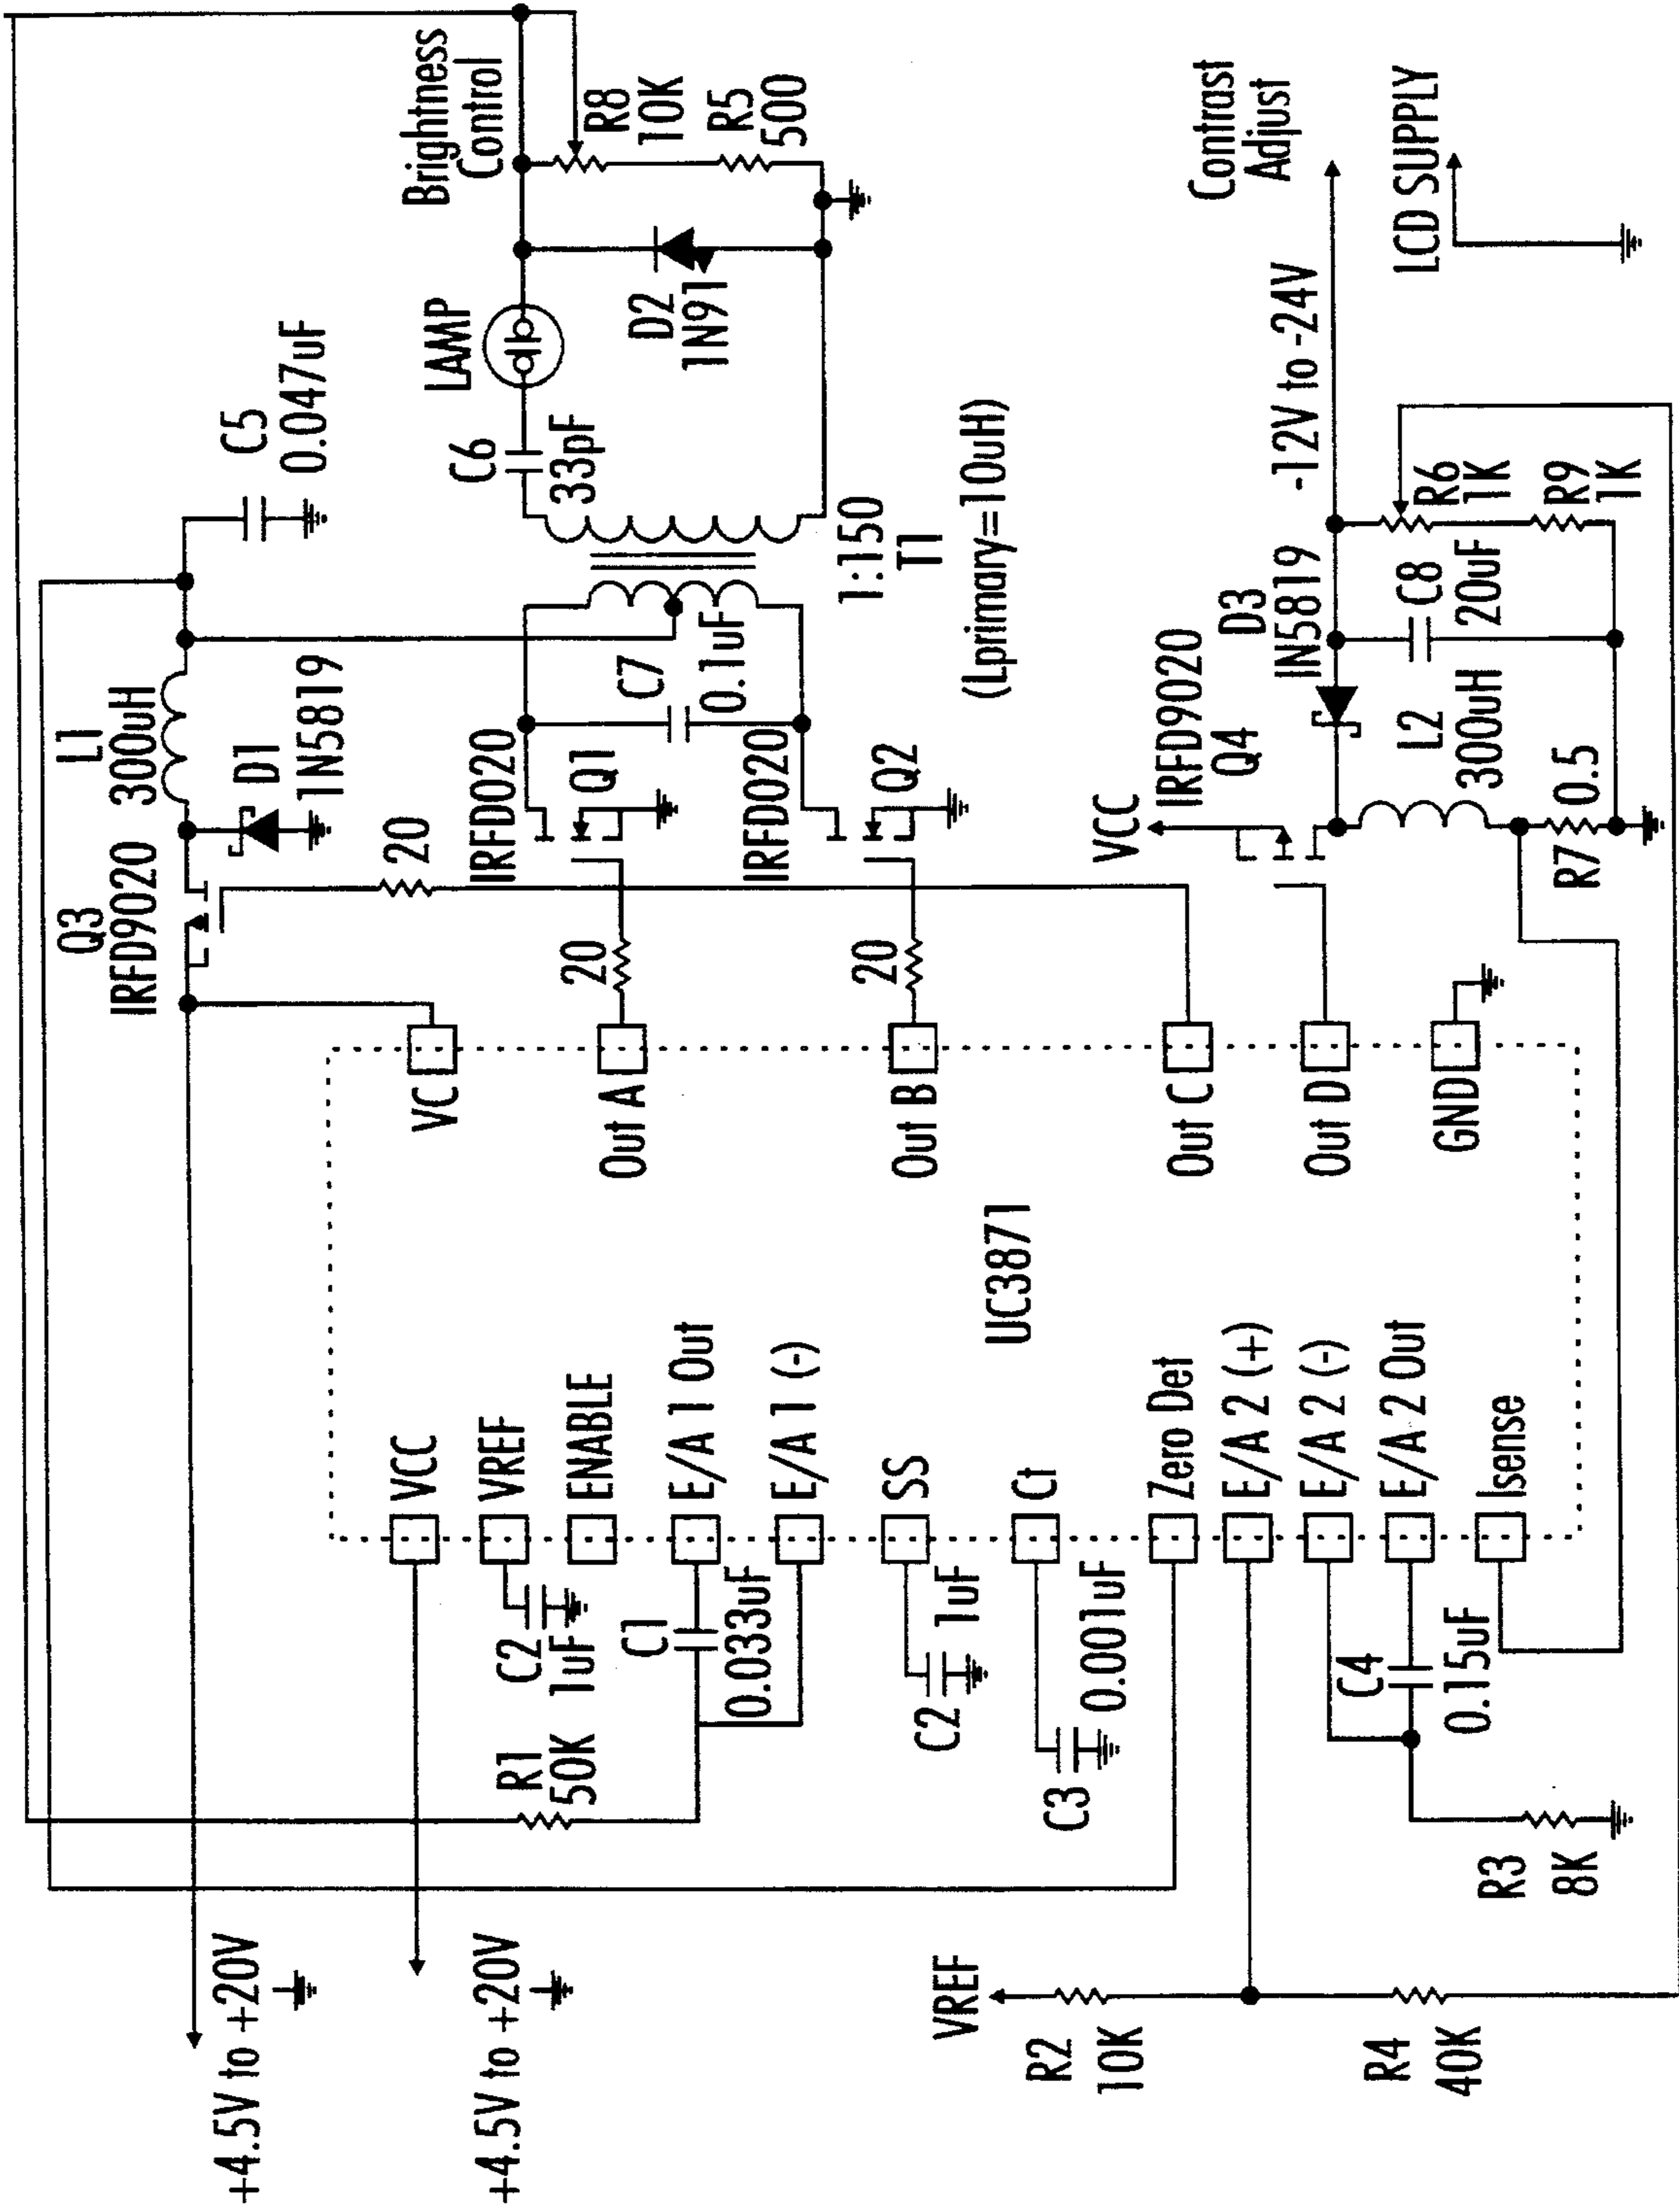 +4.5V to +20V
+4.5V to +20V
Q3
IRFD9020
L1
300uH
D1
1N5819
C5
0.047uF
20
IRFDO20
Q1
20
C7
0.1uF
IRFDO20
Q2
20
1:150
T1
(Lprimary=10uH)
C6
33pF
LAMP
Brightness
Control
D2
1N91
R8
10K
R5
500
R1
50K
C2
1uF
C1
0.033uF
C2
1uF
C3
0.001uF
VCC
VREF
ENABLE
E/A 1 Out
E/A 1 (-)
SS
Ct
Zero Det
E/A 2 (+)
E/A 2 (-)
E/A 2 Out
Isense
UC3871
VC
Out A
Out B
Out C
Out D
GND
VREF
R2
10K
R4
40K
R3
8K
C4
0.15uF
VCC
IRFD9020
Q4
D3
IN5819
L2
300uH
C8
20uF
R7
0.5
R6
1K
R9
1K
-12V to -24V
Contrast
Adjust
LCD SUPPLY